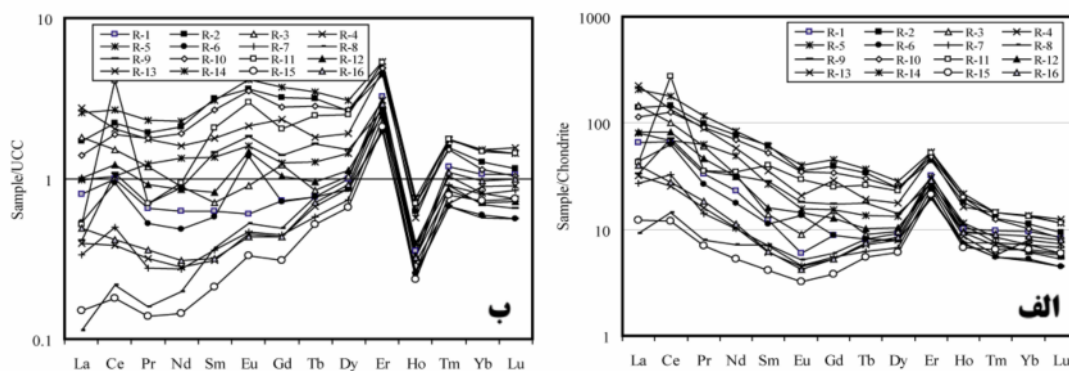 10
1
0.1
Sample/UCC
R-1 R-2 R-3 R-4
R-5 R-6 R-7 R-8
R-9 R-10 R-11 R-12
R-13 R-14 R-15 R-16
La Ce Pr Nd Sm Eu Gd Tb Dy Er Ho Tm Yb Lu
ب
1000
100
10
1
Sample/Chondrite
R-1 R-2 R-3 R-4
R-5 R-6 R-7 R-8
R-9 R-10 R-11 R-12
R-13 R-14 R-15 R-16
La Ce Pr Nd Sm Eu Gd Tb Dy Er Ho Tm Yb Lu
الف